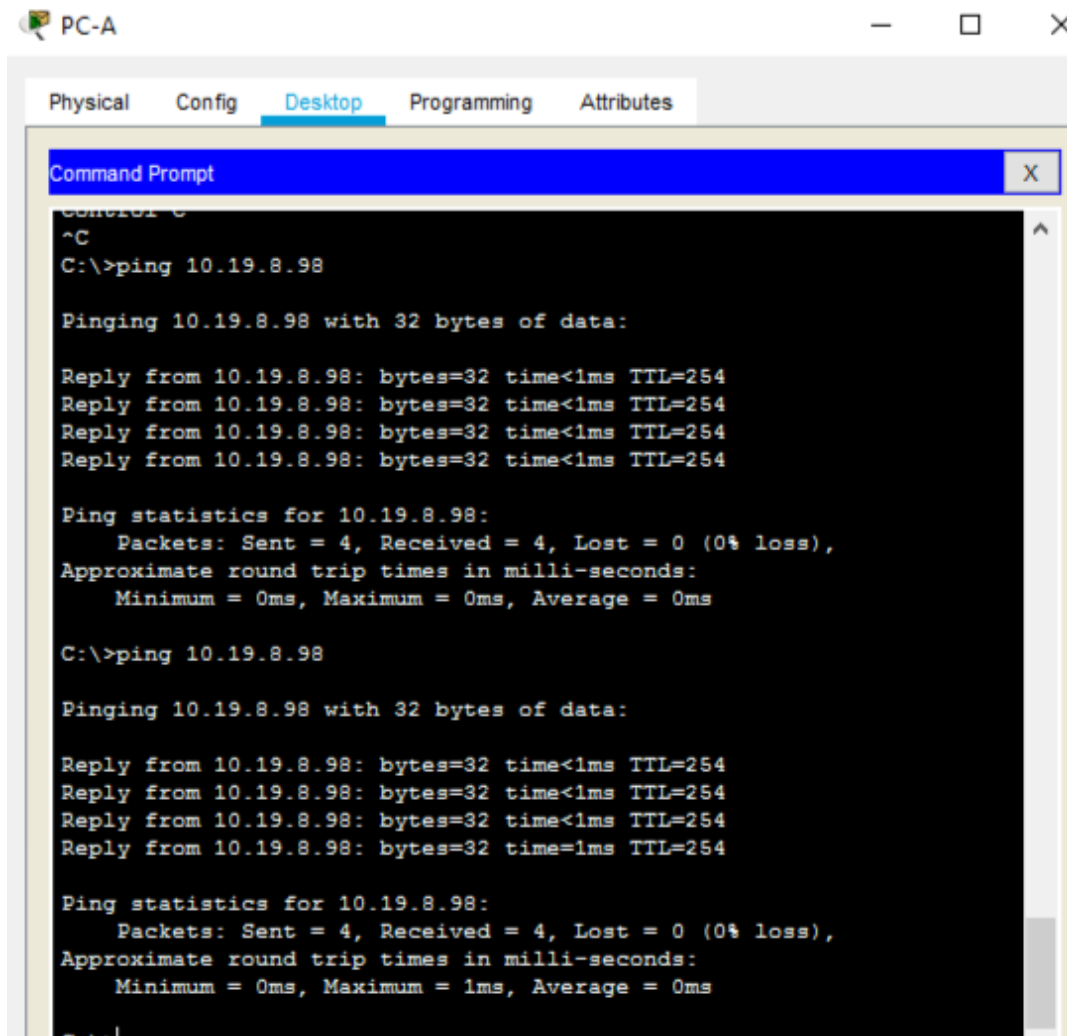 PC-A
Physical Config Desktop Programming Attributes
Command Prompt
X
Control C
^C
C:\>ping 10.19.8.98
Pinging 10.19.8.98 with 32 bytes of data:
Reply from 10.19.8.98: bytes=32 time<1ms TTL=254
Reply from 10.19.8.98: bytes=32 time<1ms TTL=254
Reply from 10.19.8.98: bytes=32 time<1ms TTL=254
Reply from 10.19.8.98: bytes=32 time<1ms TTL=254
Ping statistics for 10.19.8.98:
Packets: Sent = 4, Received = 4, Lost = 0 (0% loss),
Approximate round trip times in milli-seconds:
Minimum = 0ms, Maximum = 0ms, Average = 0ms
C:\>ping 10.19.8.98
Pinging 10.19.8.98 with 32 bytes of data:
Reply from 10.19.8.98: bytes=32 time<1ms TTL=254
Reply from 10.19.8.98: bytes=32 time<1ms TTL=254
Reply from 10.19.8.98: bytes=32 time<1ms TTL=254
Reply from 10.19.8.98: bytes=32 time=1ms TTL=254
Ping statistics for 10.19.8.98:
Packets: Sent = 4, Received = 4, Lost = 0 (0% loss),
Approximate round trip times in milli-seconds:
Minimum = 0ms, Maximum = 1ms, Average = 0ms